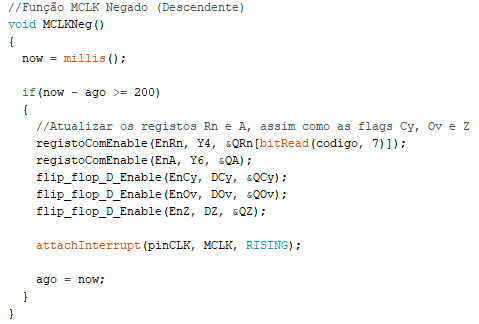 //Função MCLK Negado (Descendente)
void MCLKNeg()
{
  now = millis();

  if(now - ago >= 200)
  {
    //Atualizar os registos Rn e A, assim como as flags Cy, Ov e Z
    registoComEnable(EnRn, Y4, &QRn[bitRead(codigo, 7)]);
    registoComEnable(EnA, Y6, &QA);
    flip_flop_D_Enable(EnCy, DCy, &QCy);
    flip_flop_D_Enable(EnOv, DOv, &QOv);
    flip_flop_D_Enable(EnZ, DZ, &QZ);

    attachInterrupt(pinCLK, MCLK, RISING);

    ago = now;
  }
}